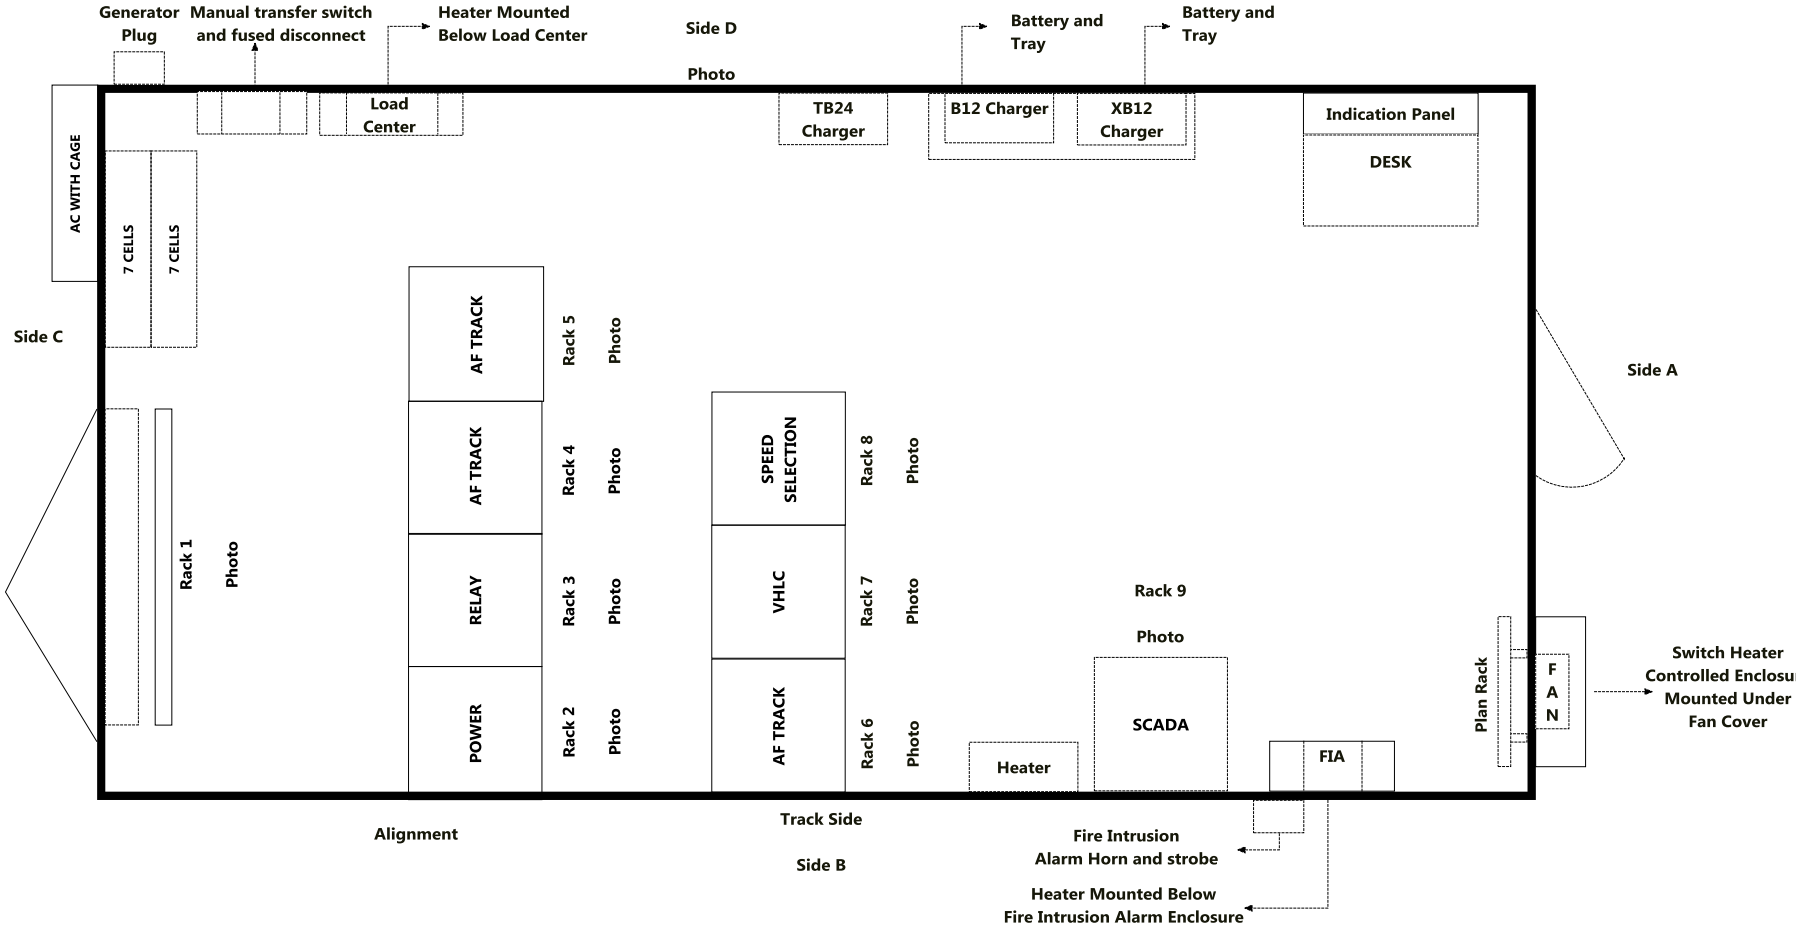 Generator
Plug
Manual transfer switch
and fused disconnect
Heater Mounted
Below Load Center
Side D
Photo
Battery and
Tray
Battery and
Tray
AC WITH CAGE
Load
Center
TB24
Charger
B12 Charger
XB12
Charger
Indication Panel
DESK
7 CELLS
7 CELLS
Side C
Side A
AF TRACK
Rack 5
Photo
AF TRACK
Rack 4
Photo
SPEED
SELECTION
Rack 8
Photo
Rack 1
Photo
RELAY
Rack 3
Photo
VHLC
Rack 7
Photo
Rack 9
Photo
POWER
Rack 2
Photo
AF TRACK
Rack 6
Photo
SCADA
Heater
FIA
Plan Rack
F
A
N
Switch Heater
Controlled Enclosu
Mounted Under
Fan Cover
Alignment
Track Side
Side B
Fire Intrusion
Alarm Horn and strobe
Heater Mounted Below
Fire Intrusion Alarm Enclosure